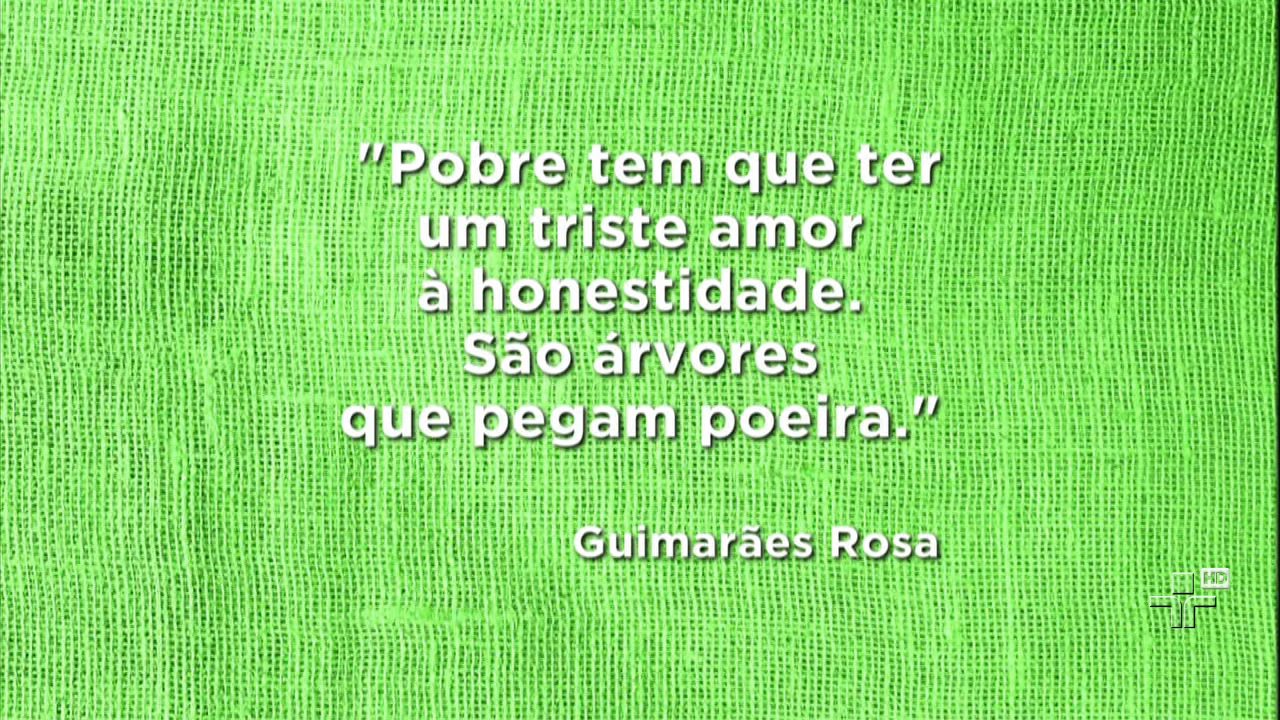 "Pobre tem que ter
um triste amor
à honestidade.
São árvores
que pegam poeira."
Guimarães Rosa
HD